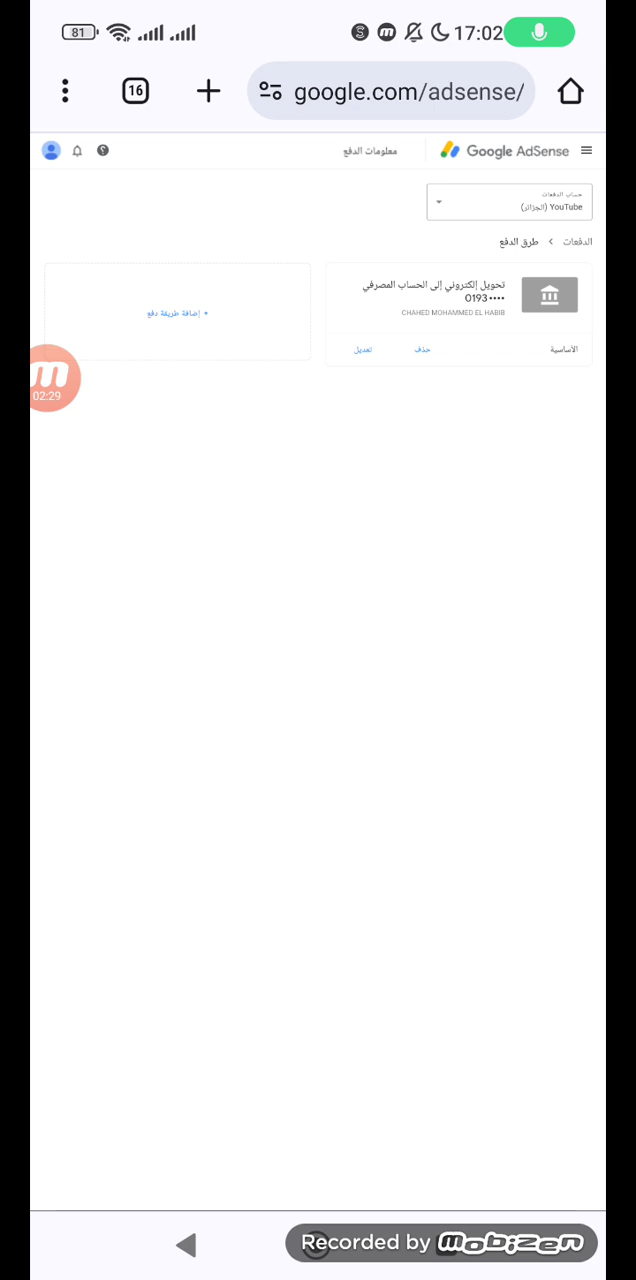 81
17:02
16
google.com/adsense/
Google AdSense
معلومات الدفع
حساب الدفعات
YouTube (الجزائر)
الدفعات
طرق الدفع
تحويل إلكتروني إلى الحساب المصرفي
•••• 0193
CHAHED MOHAMMED EL HABIB
الأساسية
حذف
تعديل
+ إضافة طريقة دفع
02:29
Recorded by mobizen